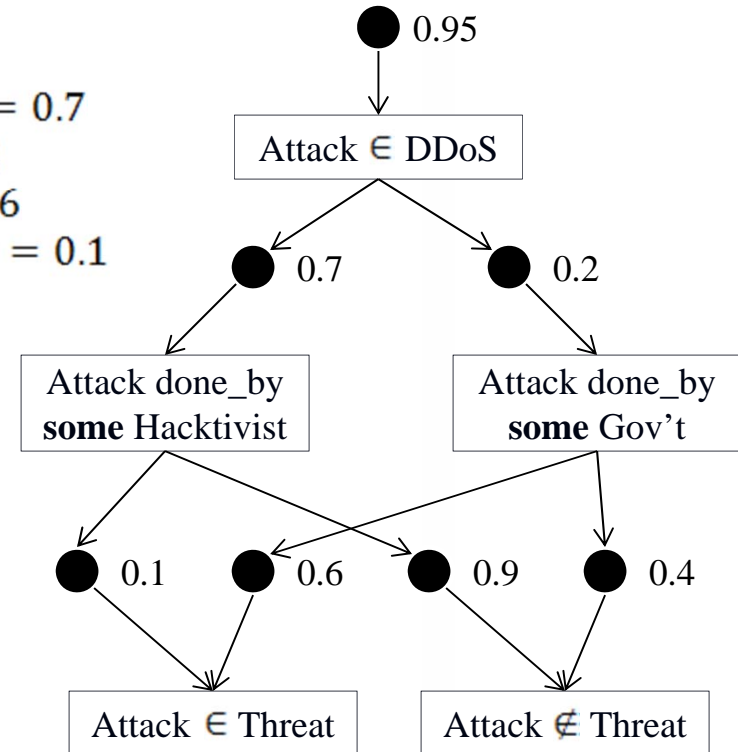 0.95
= 0.7
Attack ∈ DDoS
6
= 0.1
0.7
0.2
Attack done_by
some Hacktivist
Attack done_by
some Gov't
0.1
0.6
0.9
0.4
Attack ∈ Threat
Attack ∉ Threat